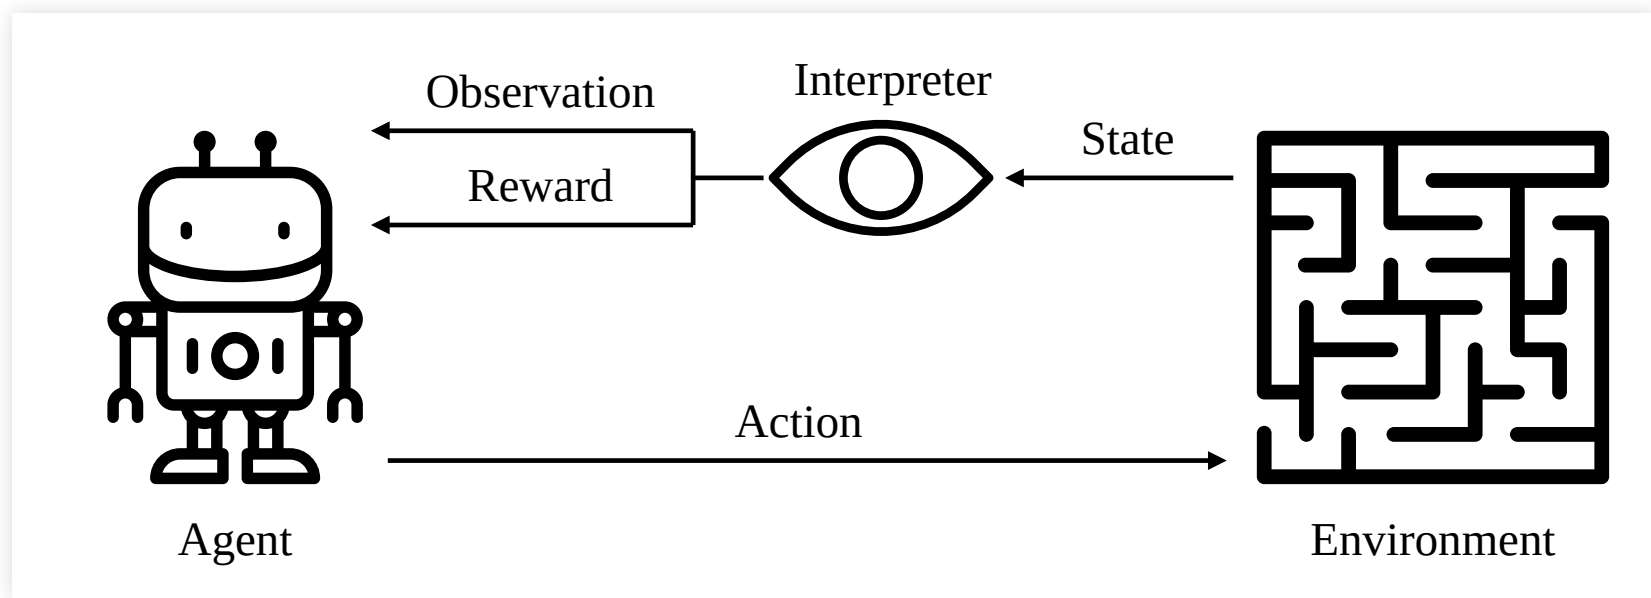 Interpreter
Observation
State
Reward
Action
Agent
Environment